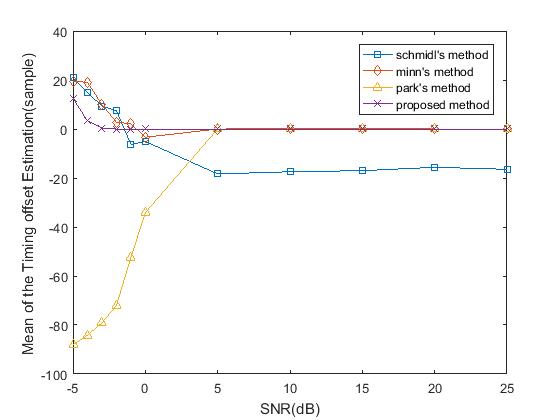 40
20
0
-20
-40
-60
-80
-100
Mean of the Timing offset Estimation(sample)
schmidl's method
minn's method
park's method
proposed method
-5 0 5 10 15 20 25
SNR(dB)